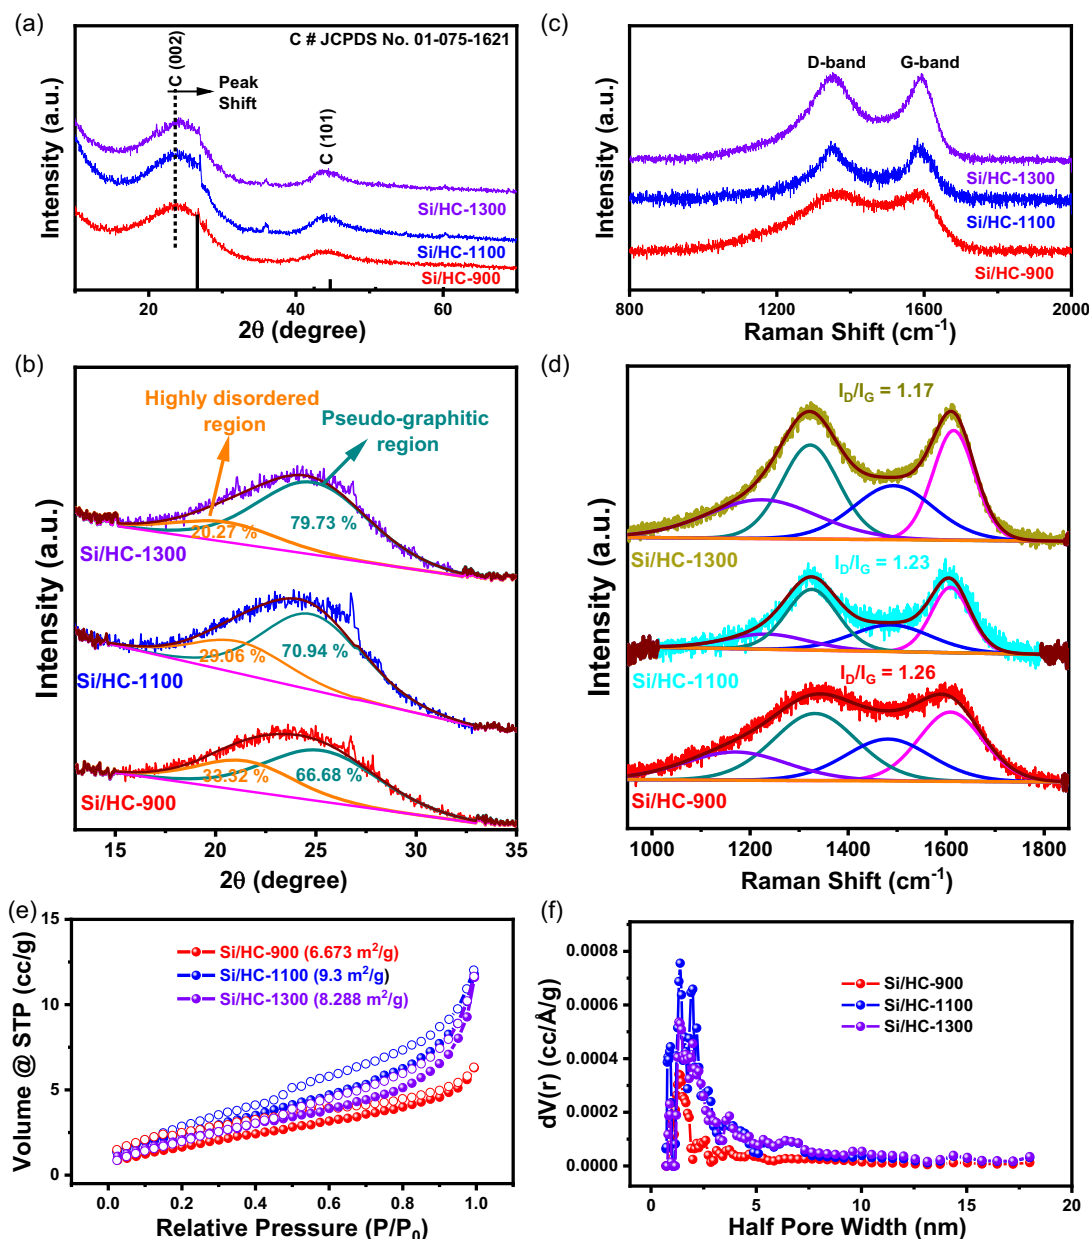 (a)
C # JCPDS No. 01-075-1621
C (002)
Peak
Shift
C (101)
Si/HC-1300
Si/HC-1100
Si/HC-900
Intensity (a.u.)
20
40
60
2θ (degree)
(c)
D-band
G-band
Si/HC-1300
Si/HC-1100
Si/HC-900
Intensity (a.u.)
800
1200
1600
2000
Raman Shift (cm⁻¹)
(b)
Highly disordered
region
Pseudo-graphitic
region
20.27 %
79.73 %
Si/HC-1300
29.06 %
70.94 %
Si/HC-1100
33.32 %
66.68 %
Si/HC-900
Intensity (a.u.)
15
20
25
30
35
2θ (degree)
(d)
I_D/I_G = 1.17
Si/HC-1300
I_D/I_G = 1.23
Si/HC-1100
I_D/I_G = 1.26
Si/HC-900
Intensity (a.u.)
1000
1200
1400
1600
1800
Raman Shift (cm⁻¹)
(e)
Si/HC-900 (6.673 m²/g)
Si/HC-1100 (9.3 m²/g)
Si/HC-1300 (8.288 m²/g)
Volume @ STP (cc/g)
15
10
5
0
0.0
0.2
0.4
0.6
0.8
1.0
Relative Pressure (P/P₀)
(f)
Si/HC-900
Si/HC-1100
Si/HC-1300
dV(r) (cc/Å/g)
0.0008
0.0006
0.0004
0.0002
0.0000
0
5
10
15
20
Half Pore Width (nm)